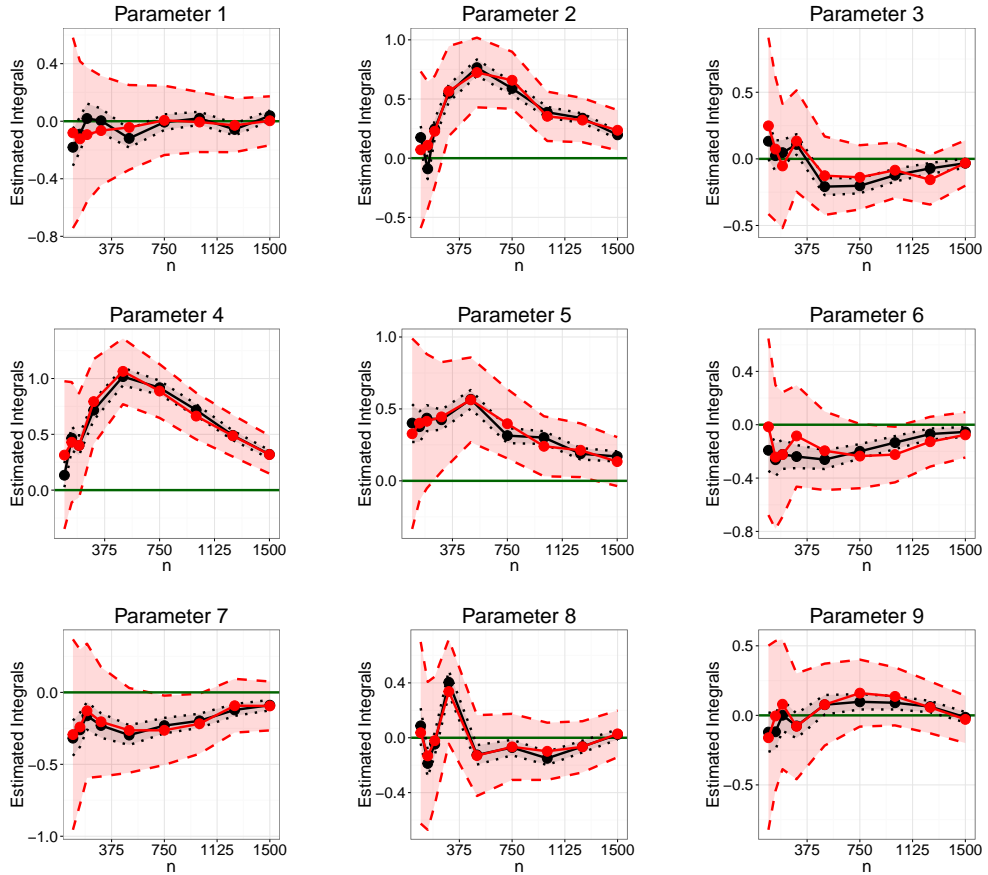 Parameter 1
Estimated Integrals
0.4
0.0
−0.4
−0.8
375 750 1125 1500
n
Parameter 2
Estimated Integrals
1.0
0.5
0.0
−0.5
375 750 1125 1500
n
Parameter 3
Estimated Integrals
0.5
0.0
−0.5
375 750 1125 1500
n
Parameter 4
Estimated Integrals
1.0
0.5
0.0
375 750 1125 1500
n
Parameter 5
Estimated Integrals
1.0
0.5
0.0
375 750 1125 1500
n
Parameter 6
Estimated Integrals
0.4
0.0
−0.4
−0.8
375 750 1125 1500
n
Parameter 7
Estimated Integrals
0.0
−0.5
−1.0
375 750 1125 1500
n
Parameter 8
Estimated Integrals
0.4
0.0
−0.4
375 750 1125 1500
n
Parameter 9
Estimated Integrals
0.5
0.0
−0.5
375 750 1125 1500
n